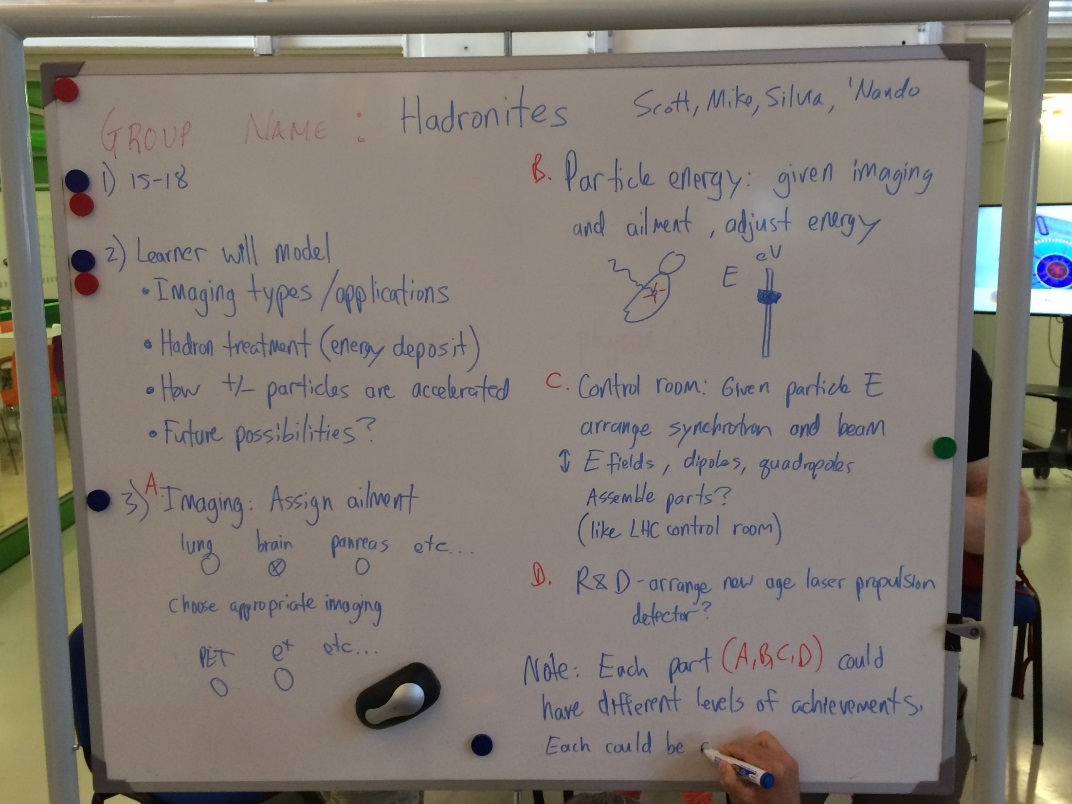 GROUP NAME: Hadronites
Scott, Mike, Silvia, 'Nando
1) 15-18
2) Learner will model
• Imaging types/applications
• Hadron treatment (energy deposit)
• How +/- particles are accelerated
• Future possibilities?
3) A Imaging: Assign ailment
lung brain panreas etc...
choose appropriate imaging
PET e+ etc...
B. Particle energy: given imaging
and ailment, adjust energy
E eV
C. Control room: Given particle E
arrange synchrotron and beam
↕ E fields, dipoles, quadrupoles
Assemble parts?
(like LHC control room)
D. R&D - arrange new age laser propulsion
detector?
Note: Each part (A,B,C,D) could
have different levels of achievements.
Each could be